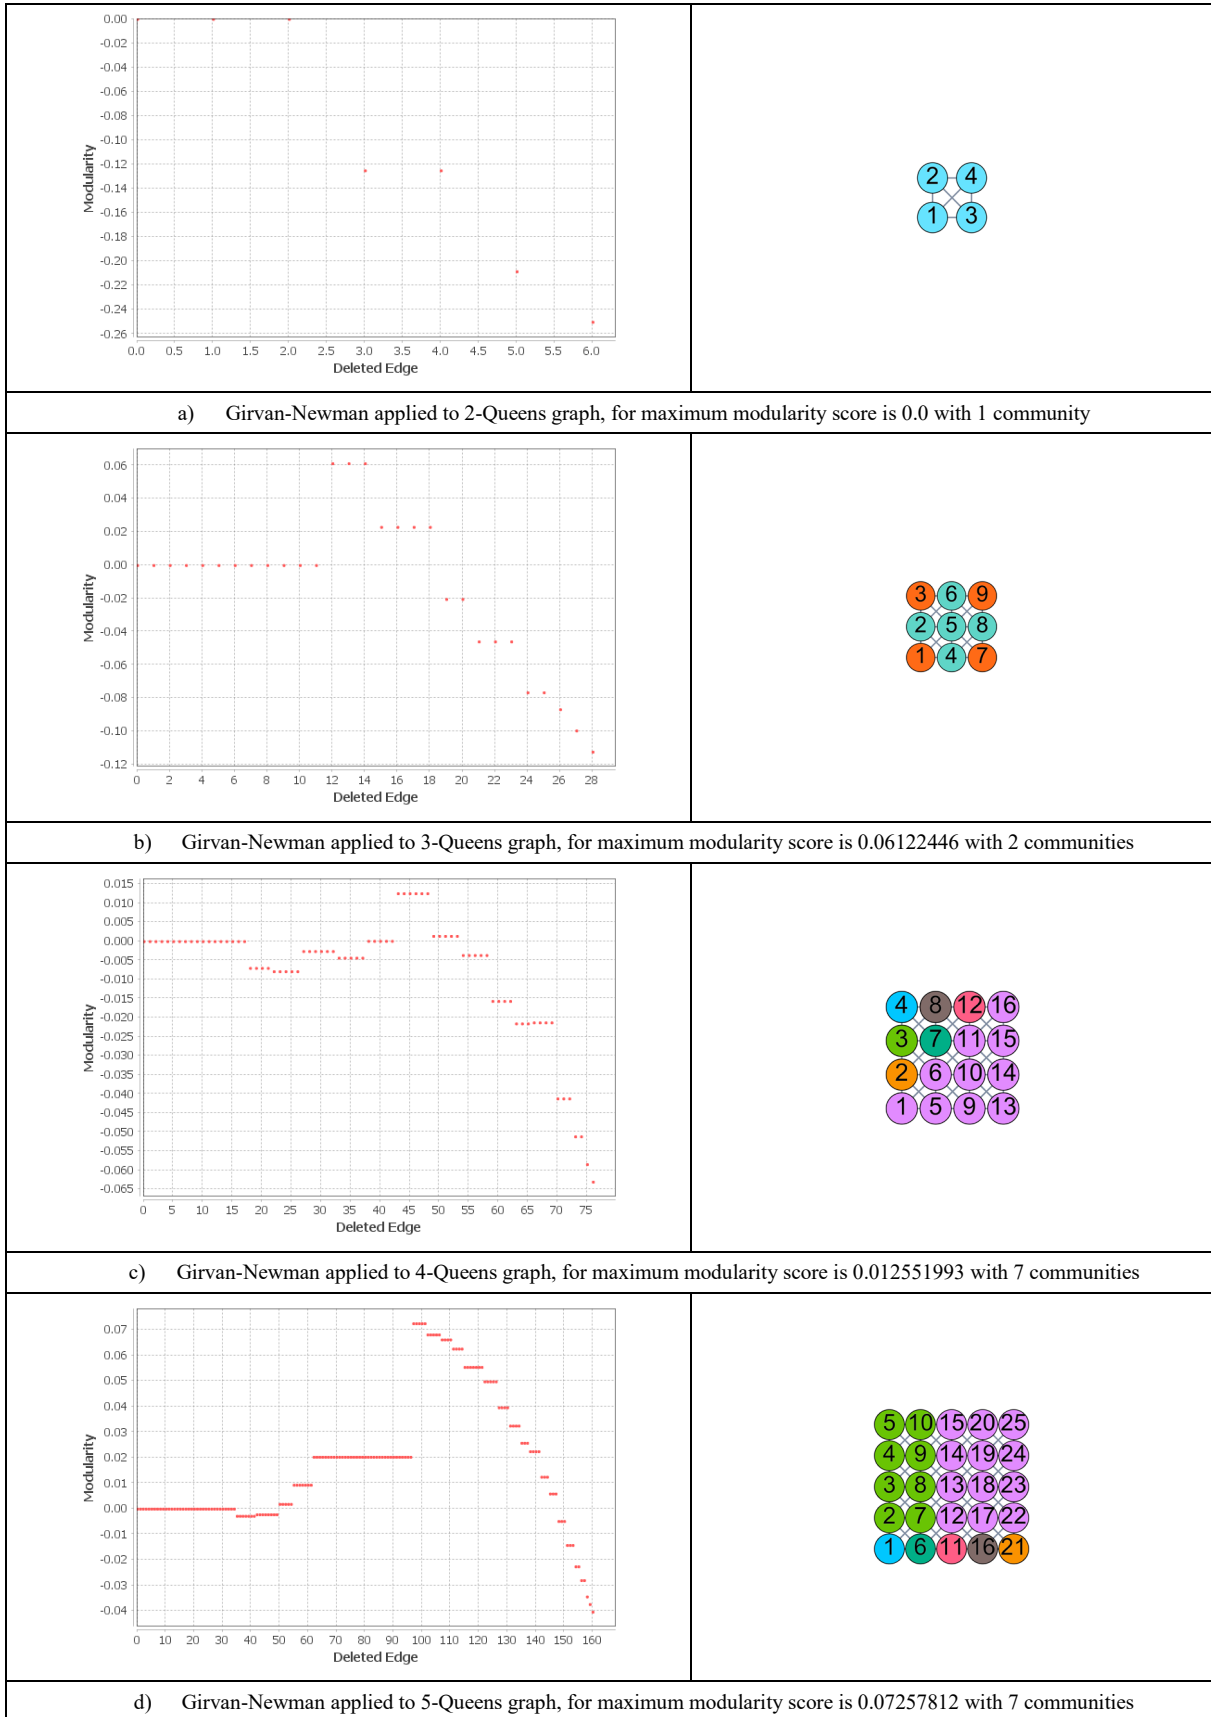 0.00
-0.02
-0.04
-0.06
-0.08
-0.10
-0.12
-0.14
-0.16
-0.18
-0.20
-0.22
-0.24
-0.26
Modularity
0.0 0.5 1.0 1.5 2.0 2.5 3.0 3.5 4.0 4.5 5.0 5.5 6.0
Deleted Edge
2 4
1 3
a) Girvan-Newman applied to 2-Queens graph, for maximum modularity score is 0.0 with 1 community
0.06
0.04
0.02
0.00
-0.02
-0.04
-0.06
-0.08
-0.10
-0.12
Modularity
0 2 4 6 8 10 12 14 16 18 20 22 24 26 28
Deleted Edge
3 6 9
2 5 8
1 4 7
b) Girvan-Newman applied to 3-Queens graph, for maximum modularity score is 0.06122446 with 2 communities
0.015
0.010
0.005
0.000
-0.005
-0.010
-0.015
-0.020
-0.025
-0.030
-0.035
-0.040
-0.045
-0.050
-0.055
-0.060
-0.065
Modularity
0 5 10 15 20 25 30 35 40 45 50 55 60 65 70 75
Deleted Edge
4 8 12 16
3 7 11 15
2 6 10 14
1 5 9 13
c) Girvan-Newman applied to 4-Queens graph, for maximum modularity score is 0.012551993 with 7 communities
0.07
0.06
0.05
0.04
0.03
0.02
0.01
0.00
-0.01
-0.02
-0.03
-0.04
Modularity
0 10 20 30 40 50 60 70 80 90 100 110 120 130 140 150 160
Deleted Edge
5 10 15 20 25
4 9 14 19 24
3 8 13 18 23
2 7 12 17 22
1 6 11 16 21
d) Girvan-Newman applied to 5-Queens graph, for maximum modularity score is 0.07257812 with 7 communities